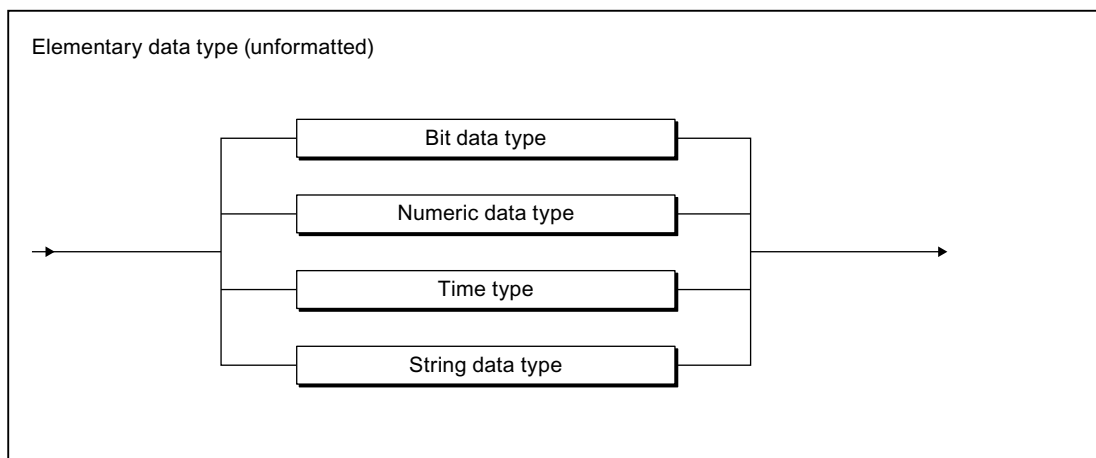 Elementary data type (unformatted)
Bit data type
Numeric data type
Time type
String data type